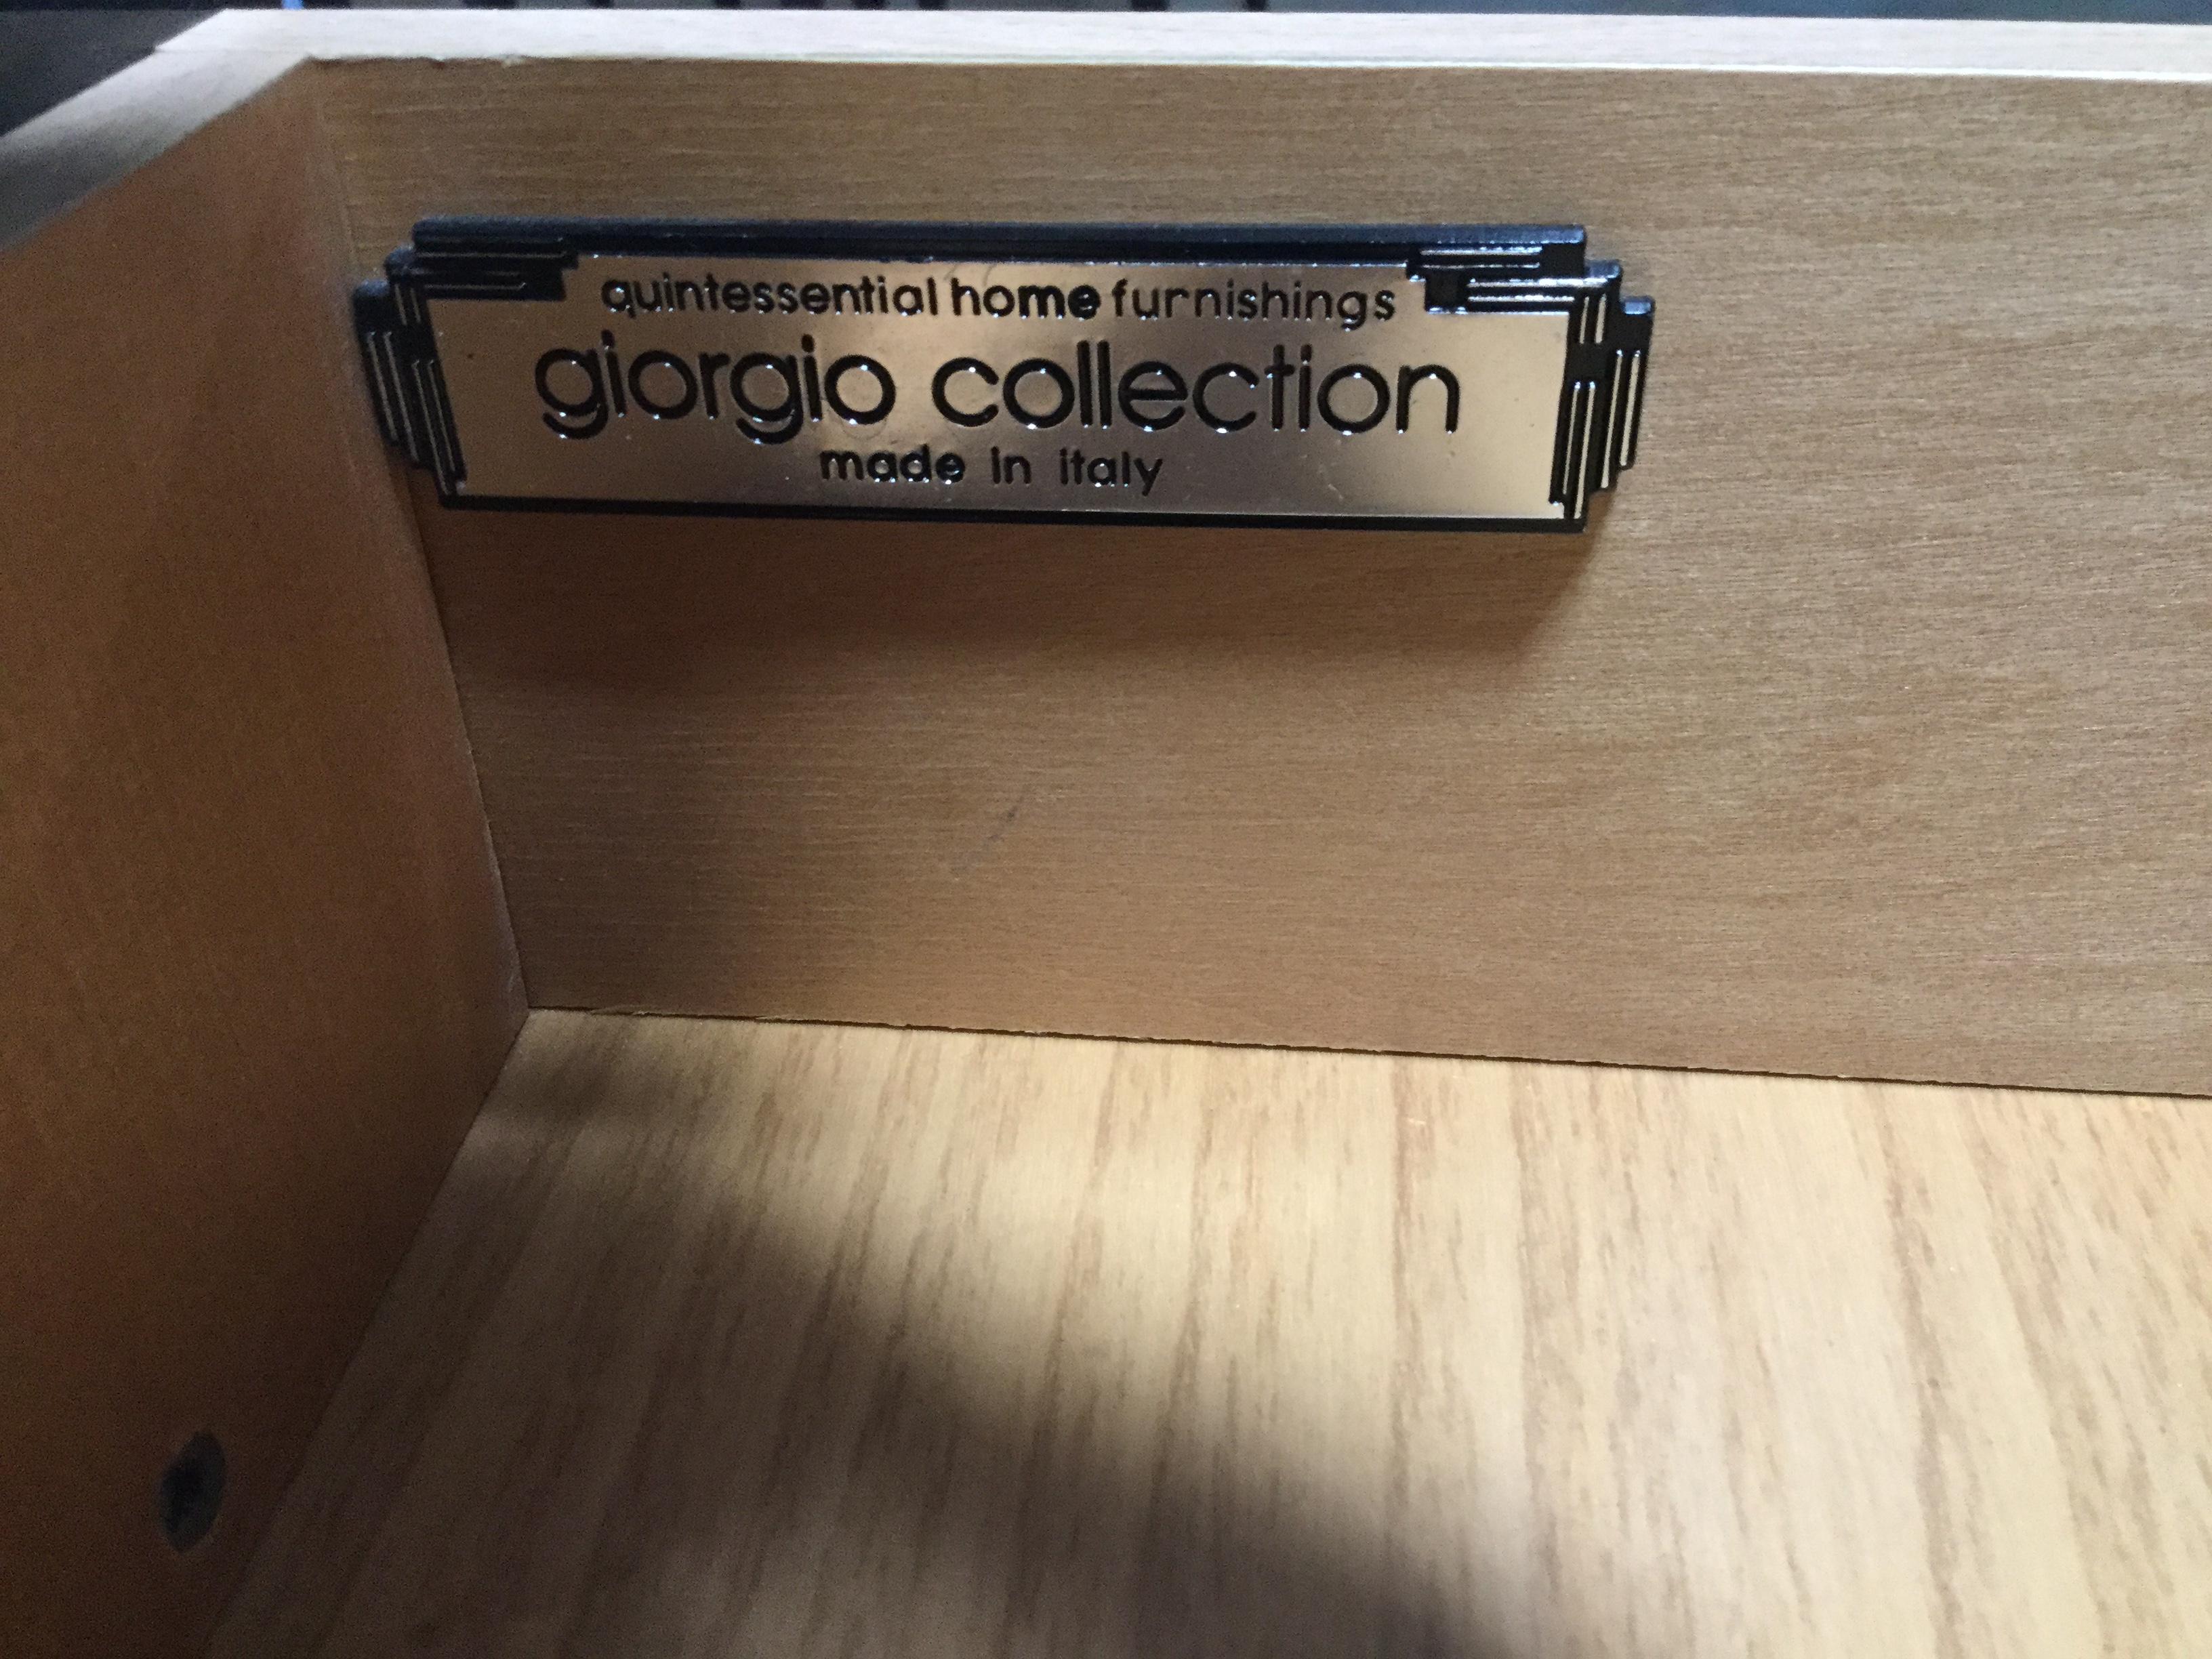 quintessential home furnishings
giorgio collection
made in italy